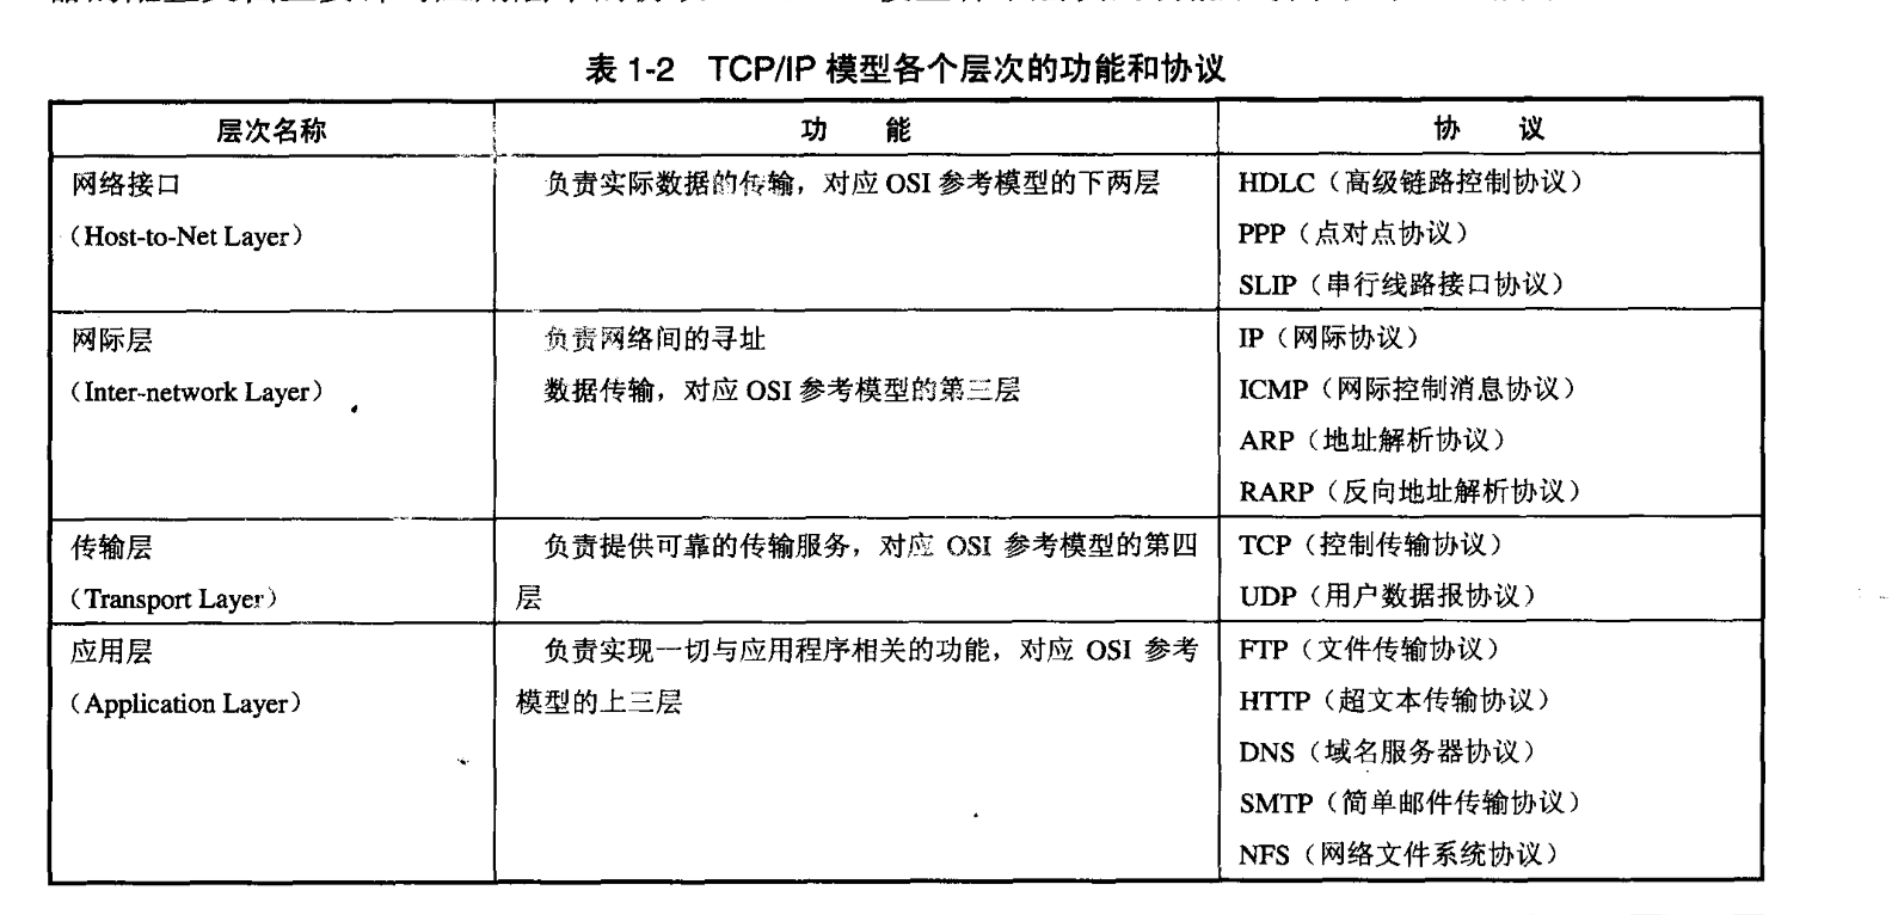 表 1-2 TCP/IP 模型各个层次的功能和协议
层次名称 功 能 协 议
网络接口 负责实际数据的传输，对应 OSI 参考模型的下两层 HDLC（高级链路控制协议）
（Host-to-Net Layer） PPP（点对点协议）
SLIP（串行线路接口协议）
网际层 负责网络间的寻址 IP（网际协议）
（Inter-network Layer） 数据传输，对应 OSI 参考模型的第三层 ICMP（网际控制消息协议）
ARP（地址解析协议）
RARP（反向地址解析协议）
传输层 负责提供可靠的传输服务，对应 OSI 参考模型的第四 TCP（控制传输协议）
（Transport Layer） 层 UDP（用户数据报协议）
应用层 负责实现一切与应用程序相关的功能，对应 OSI 参考 FTP（文件传输协议）
（Application Layer） 模型的上三层 HTTP（超文本传输协议）
DNS（域名服务器协议）
SMTP（简单邮件传输协议）
NFS（网络文件系统协议）